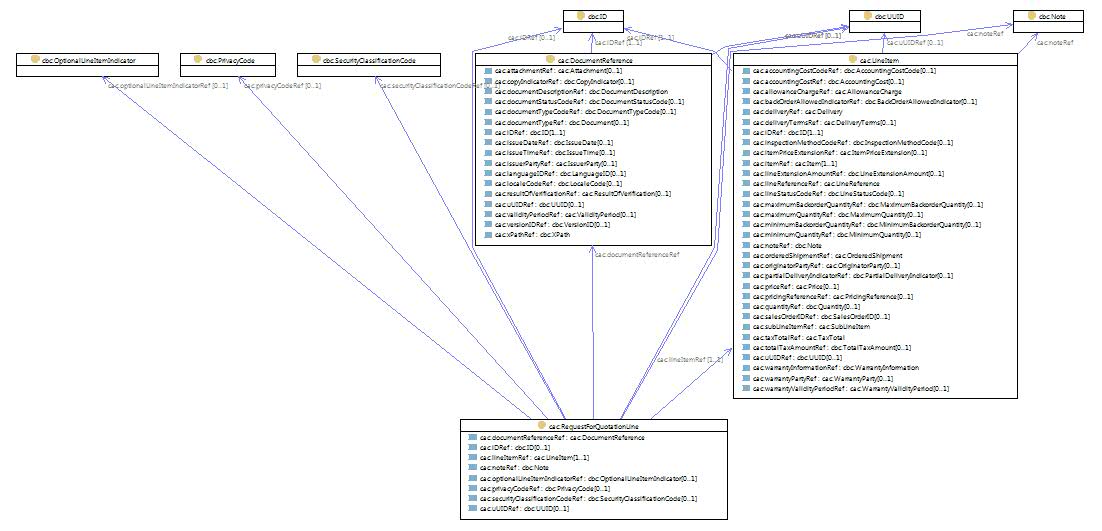 cbc:ID
cbc:UUID
cbc:Note
cac:IDRef [0..1]
cac:IDRef [1..1]
cac:IDRef [0..1]
cac:UUIDRef [0..1]
cac:UUIDRef [0..1]
cac:noteRef
cac:noteRef
cbc:OptionalLineItemIndicator
cbc:PrivacyCode
cbc:SecurityClassificationCode
cac:optionalLineItemIndicatorRef [0..1]
cac:privacyCodeRef [0..1]
cac:securityClassificationCodeRef [0..1]
cac:DocumentReference
cac:attachmentRef : cac:Attachment[0..1]
cac:copyIndicatorRef : cbc:CopyIndicator[0..1]
cac:documentDescriptionRef : cbc:DocumentDescription
cac:documentStatusCodeRef : cbc:DocumentStatusCode[0..1]
cac:documentTypeCodeRef : cbc:DocumentTypeCode[0..1]
cac:documentTypeRef : cbc:Document[0..1]
cac:IDRef : cbc:ID[1..1]
cac:issueDateRef : cbc:IssueDate[0..1]
cac:issueTimeRef : cbc:IssueTime[0..1]
cac:issuerPartyRef : cac:IssuerParty[0..1]
cac:languageIDRef : cbc:LanguageID[0..1]
cac:localeCodeRef : cbc:LocaleCode[0..1]
cac:resultOfVerificationRef : cac:ResultOfVerification[0..1]
cac:UUIDRef : cbc:UUID[0..1]
cac:validityPeriodRef : cac:ValidityPeriod[0..1]
cac:versionIDRef : cbc:VersionID[0..1]
cac:xPathRef : cbc:XPath
cac:LineItem
cac:accountingCostCodeRef : cbc:AccountingCostCode[0..1]
cac:accountingCostRef : cbc:AccountingCost[0..1]
cac:allowanceChargeRef : cac:AllowanceCharge
cac:backOrderAllowedIndicatorRef : cbc:BackOrderAllowedIndicator[0..1]
cac:deliveryRef : cac:Delivery
cac:deliveryTermsRef : cac:DeliveryTerms[0..1]
cac:IDRef : cbc:ID[1..1]
cac:inspectionMethodCodeRef : cbc:InspectionMethodCode[0..1]
cac:itemPriceExtensionRef : cac:ItemPriceExtension[0..1]
cac:itemRef : cac:Item[1..1]
cac:lineExtensionAmountRef : cbc:LineExtensionAmount[0..1]
cac:lineReferenceRef : cac:LineReference
cac:lineStatusCodeRef : cbc:LineStatusCode[0..1]
cac:maximumBackorderQuantityRef : cbc:MaximumBackorderQuantity[0..1]
cac:maximumQuantityRef : cbc:MaximumQuantity[0..1]
cac:minimumBackorderQuantityRef : cbc:MinimumBackorderQuantity[0..1]
cac:minimumQuantityRef : cbc:MinimumQuantity[0..1]
cac:noteRef : cbc:Note
cac:orderedShipmentRef : cac:OrderedShipment
cac:originatorPartyRef : cac:OriginatorParty[0..1]
cac:partialDeliveryIndicatorRef : cbc:PartialDeliveryIndicator[0..1]
cac:priceRef : cac:Price[0..1]
cac:pricingReferenceRef : cac:PricingReference[0..1]
cac:quantityRef : cbc:Quantity[0..1]
cac:salesOrderIDRef : cbc:SalesOrderID[0..1]
cac:subLineItemRef : cac:SubLineItem
cac:taxTotalRef : cac:TaxTotal
cac:totalTaxAmountRef : cbc:TotalTaxAmount[0..1]
cac:uUIDRef : cbc:UUID[0..1]
cac:warrantyInformationRef : cbc:WarrantyInformation
cac:warrantyPartyRef : cac:WarrantyParty[0..1]
cac:warrantyValidityPeriodRef : cac:WarrantyValidityPeriod[0..1]
cac:documentReferenceRef
cac:lineItemRef [1..1]
cac:RequestForQuotationLine
cac:documentReferenceRef : cac:DocumentReference
cac:IDRef : cbc:ID[0..1]
cac:lineItemRef : cac:LineItem[1..1]
cac:noteRef : cbc:Note
cac:optionalLineItemIndicatorRef : cbc:OptionalLineItemIndicator[0..1]
cac:privacyCodeRef : cbc:PrivacyCode[0..1]
cac:securityClassificationCodeRef : cbc:SecurityClassificationCode[0..1]
cac:uUIDRef : cbc:UUID[0..1]